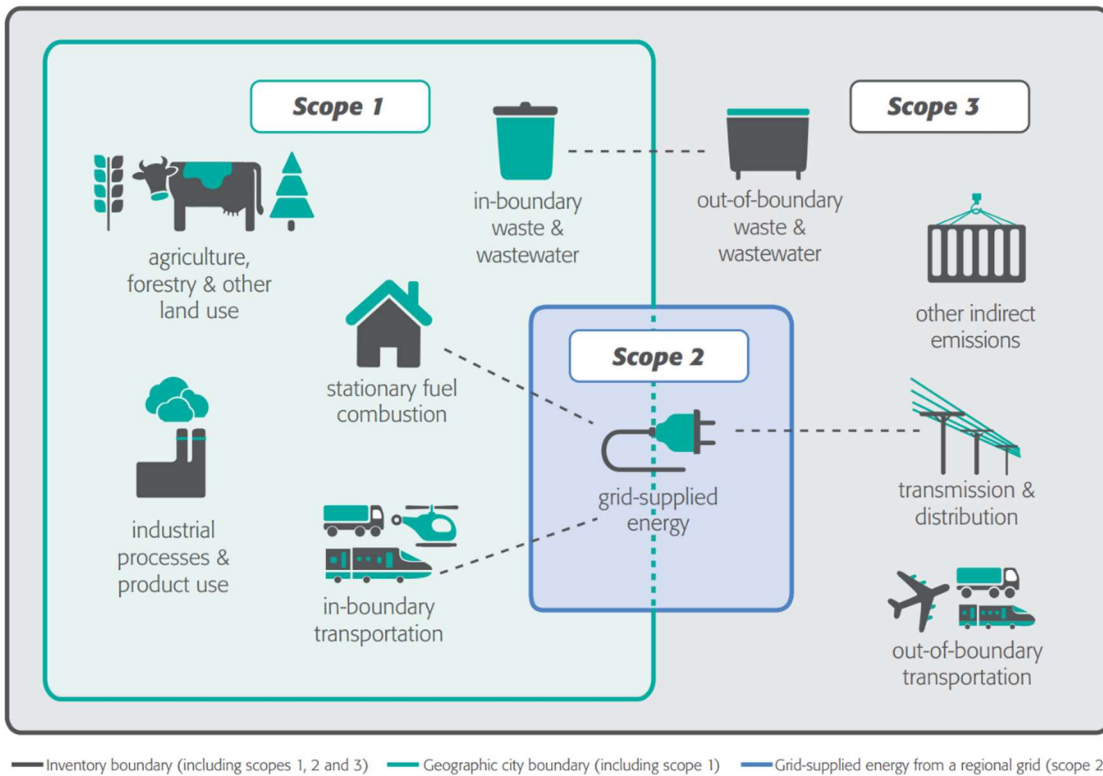 Scope 1
Scope 3
in-boundary
waste &
wastewater
out-of-boundary
waste &
wastewater
agriculture,
forestry & other
land use
other indirect
emissions
Scope 2
stationary fuel
combustion
grid-supplied
energy
transmission &
distribution
industrial
processes &
product use
in-boundary
transportation
out-of-boundary
transportation
Inventory boundary (including scopes 1, 2 and 3)
Geographic city boundary (including scope 1)
Grid-supplied energy from a regional grid (scope 2